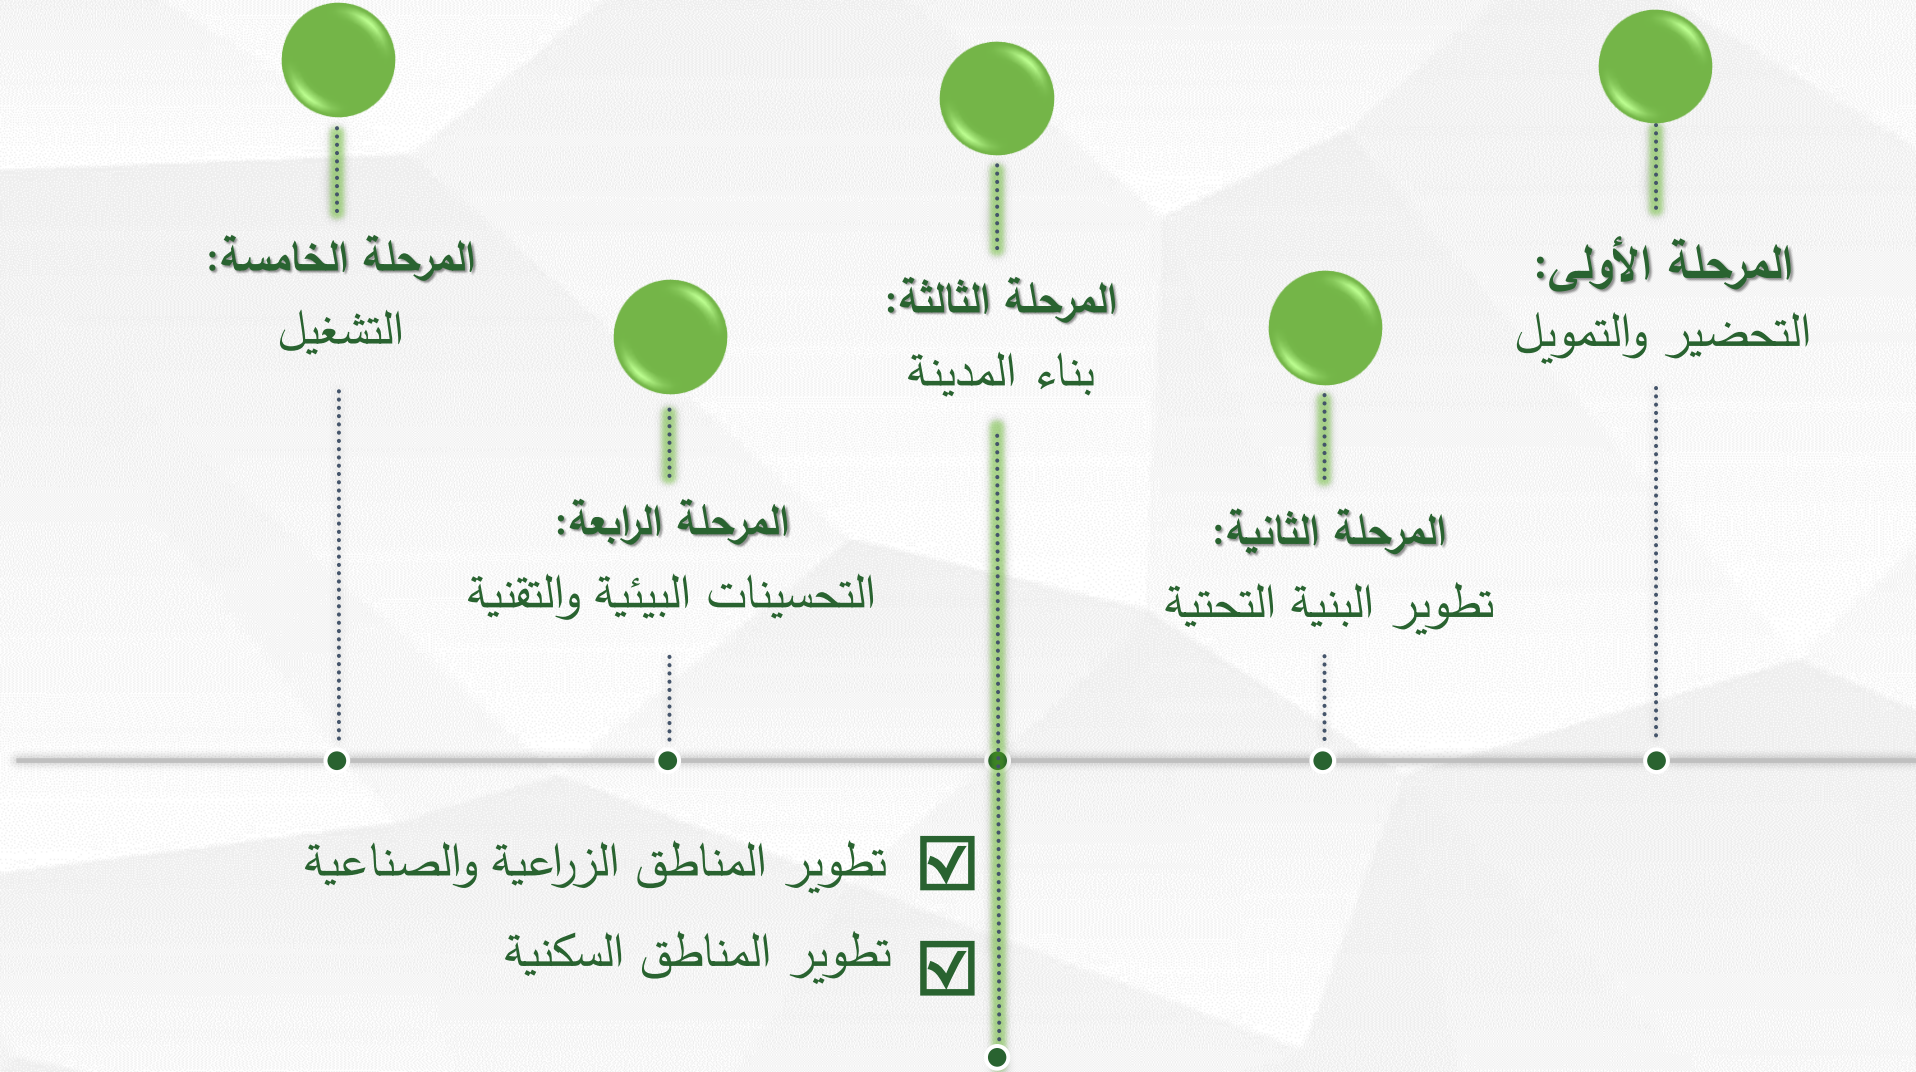 المرحلة الأولى:
التحضير والتمويل
المرحلة الثانية:
تطوير البنية التحتية
المرحلة الثالثة:
بناء المدينة
المرحلة الرابعة:
التحسينات البيئية والتقنية
المرحلة الخامسة:
التشغيل
تطوير المناطق الزراعية والصناعية
تطوير المناطق السكنية